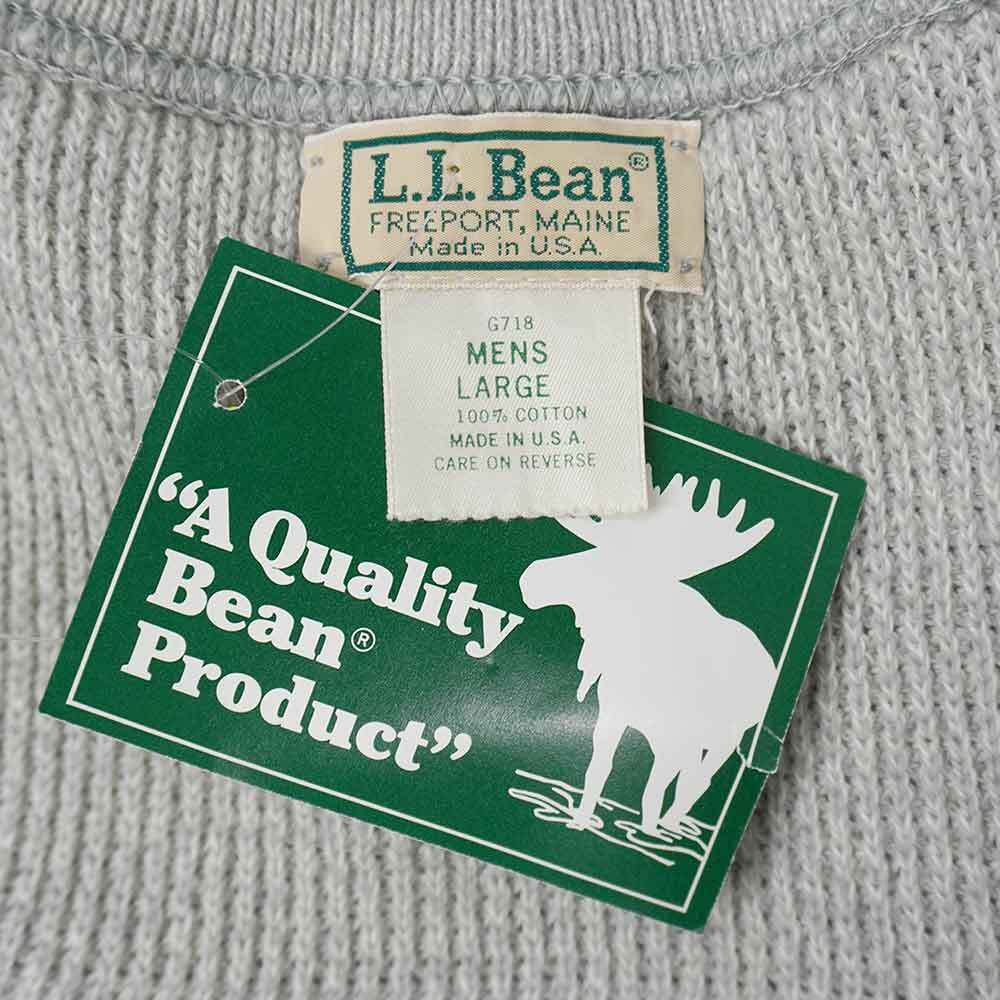 L.L. Bean®
FREEPORT, MAINE
Made in U.S.A.
G718
MENS
LARGE
100% COTTON
MADE IN U.S.A.
CARE ON REVERSE
“A Quality
Bean®
Product”